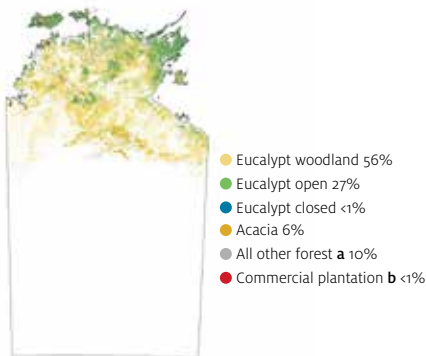 Eucalypt woodland 56%
Eucalypt open 27%
Eucalypt closed <1%
Acacia 6%
All other forest a 10%
Commercial plantation b <1%